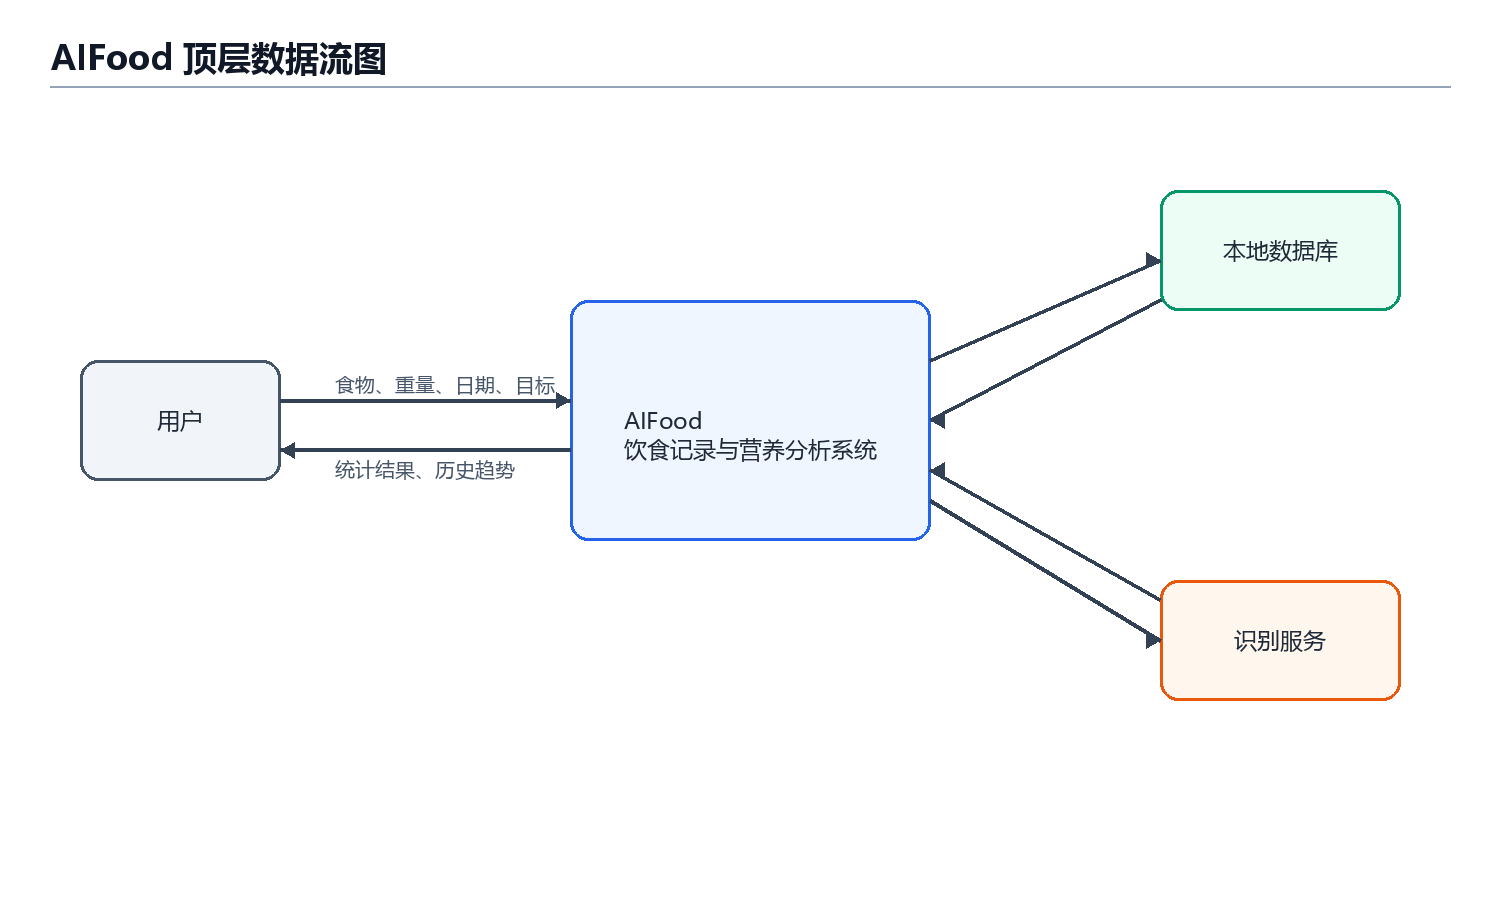 AIFood 顶层数据流图
本地数据库
食物、重量、日期、目标
用户
AIFood
饮食记录与营养分析系统
统计结果、历史趋势
识别服务